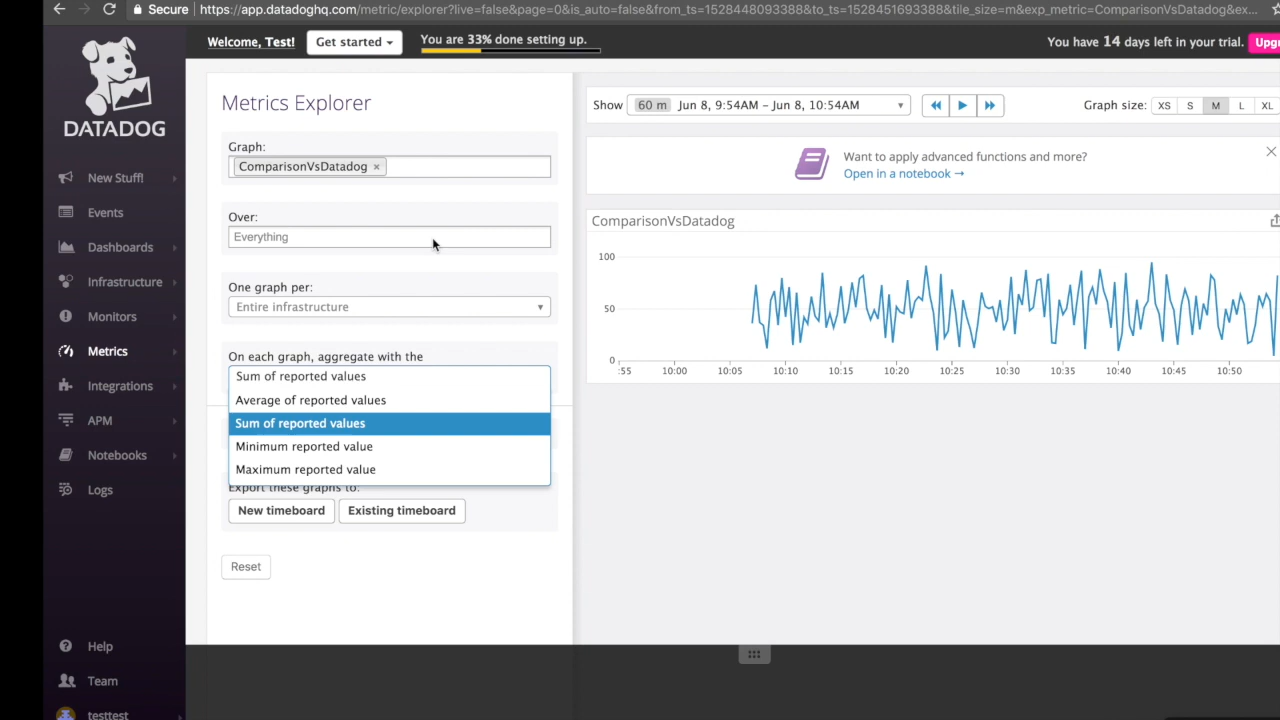 Secure
https://app.datadoghq.com/metric/explorer?live=false&page=0&is_auto=false&from_ts=1528448093388&to_ts=1528451693388&tile_size=m&exp_metric=ComparisonVsDatadog&ex...
DATADOG
New Stuff!
Events
Dashboards
Infrastructure
Monitors
Metrics
Integrations
APM
Notebooks
Logs
Help
Team
testtest
Welcome, Test!
Get started
You are 33% done setting up.
You have 14 days left in your trial.
Upgr
Metrics Explorer
Graph:
ComparisonVsDatadog ×
Over:
Everything
One graph per:
Entire infrastructure
On each graph, aggregate with the
Sum of reported values
Average of reported values
Sum of reported values
Minimum reported value
Maximum reported value
Export these graphs to:
New timeboard
Existing timeboard
Reset
Show
60 m Jun 8, 9:54AM – Jun 8, 10:54AM
Graph size:
XS S M L XL
Want to apply advanced functions and more?
Open in a notebook →
ComparisonVsDatadog
100
50
0
:55 10:00 10:05 10:10 10:15 10:20 10:25 10:30 10:35 10:40 10:45 10:50